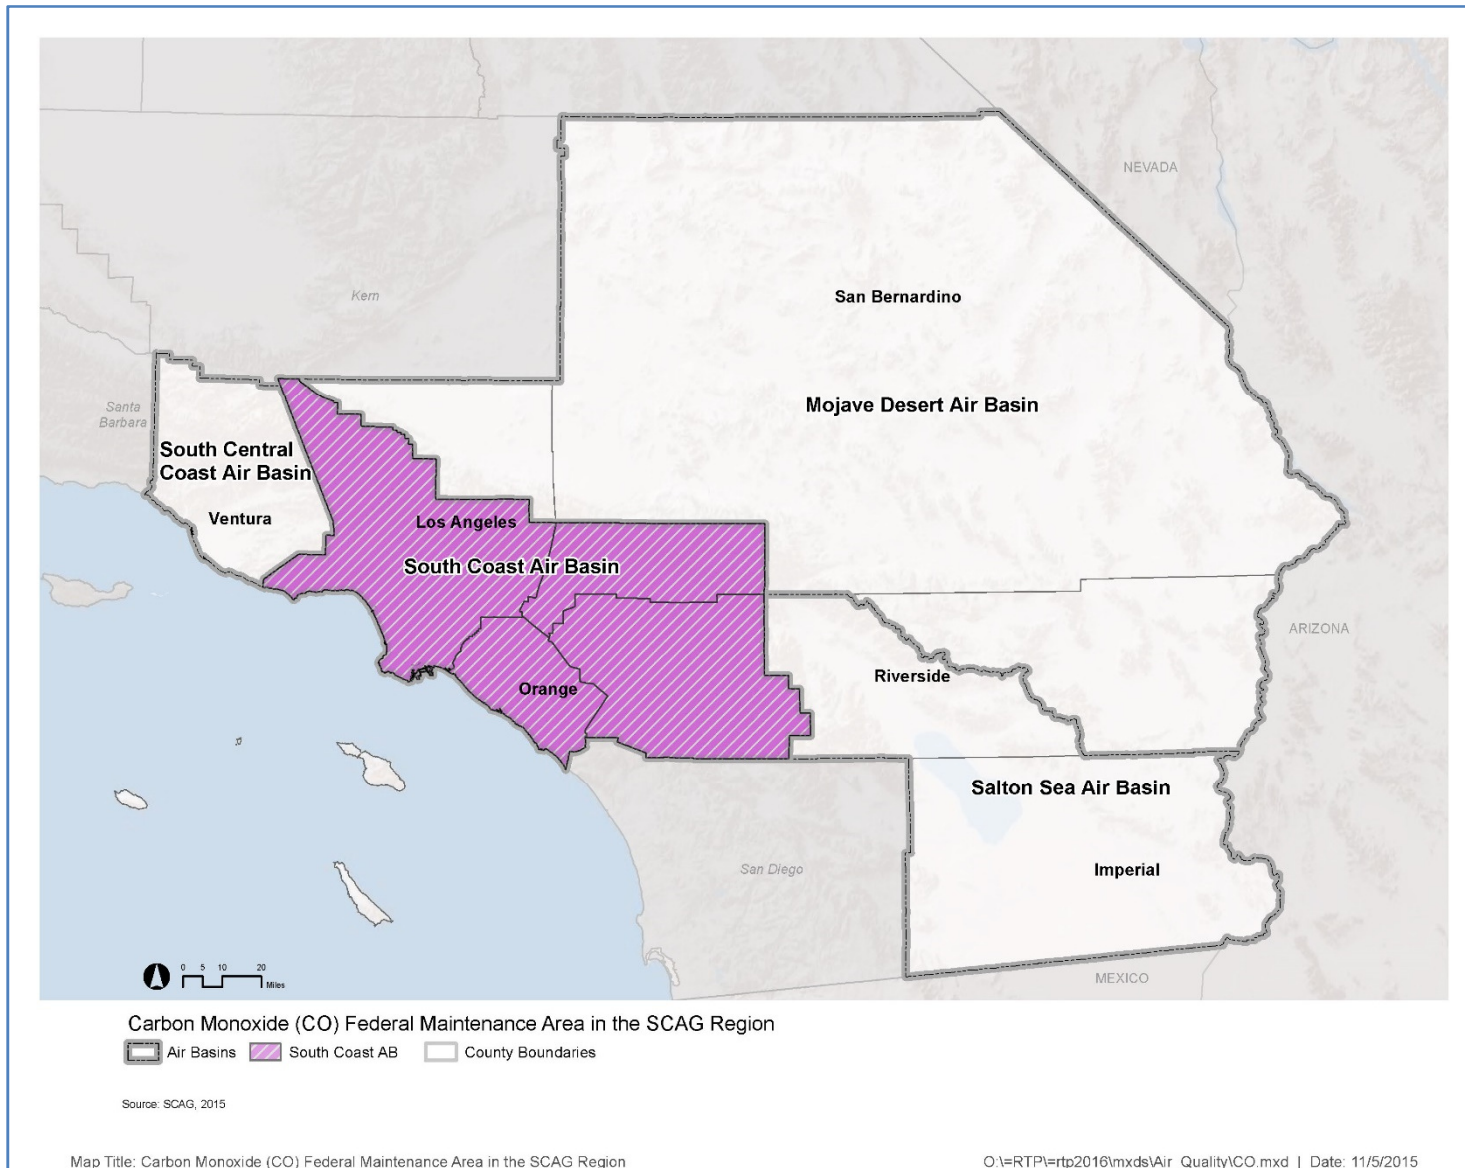 NEVADA
Kern
San Bernardino
Mojave Desert Air Basin
Santa
Barbara
South Central
Coast Air Basin
Ventura
Los Angeles
South Coast Air Basin
ARIZONA
Riverside
Orange
Salton Sea Air Basin
San Diego
Imperial
MEXICO
0 5 10 20
Miles
Carbon Monoxide (CO) Federal Maintenance Area in the SCAG Region
Air Basins South Coast AB County Boundaries
Source: SCAG, 2015
Map Title: Carbon Monoxide (CO) Federal Maintenance Area in the SCAG Region O:\=RTP\=rtp2016\mxds\Air_Quality\CO.mxd | Date: 11/5/2015